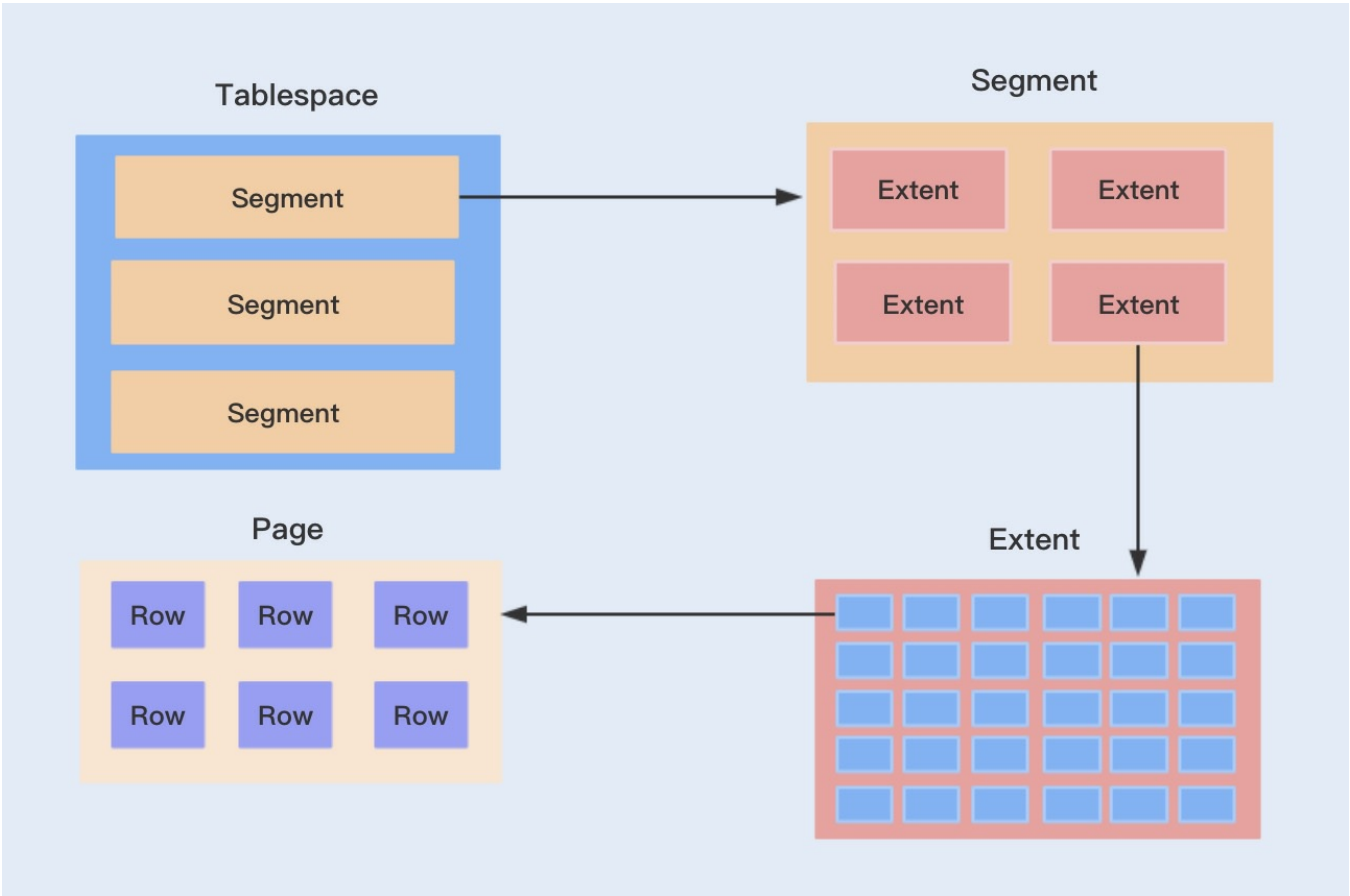 Tablespace
Segment
Segment
Segment
Segment
Extent Extent
Extent Extent
Extent
Page
Row Row Row
Row Row Row